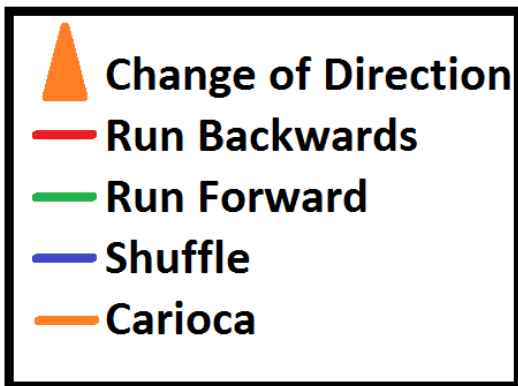 Change of Direction
Run Backwards
Run Forward
Shuffle
Carioca